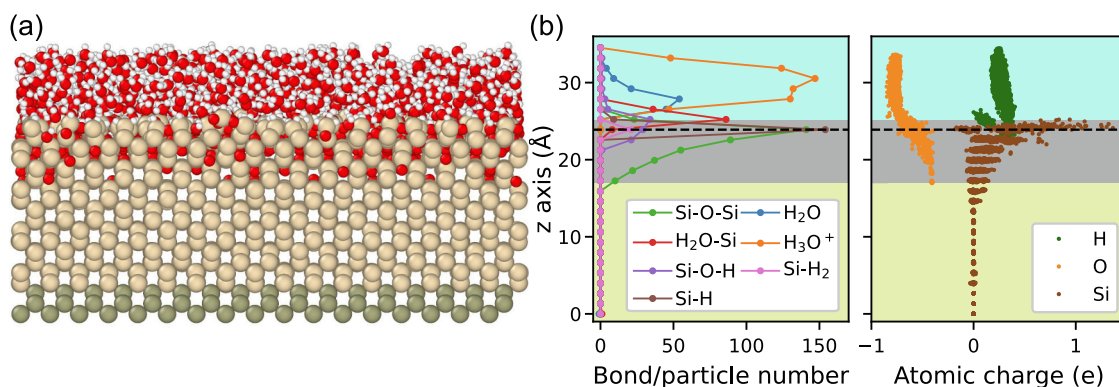 (a)
(b)
z axis (Å)
30
20
10
0
Si-O-Si
H₂O-Si
Si-O-H
Si-H
H₂O
H₃O⁺
Si-H₂
0
50
100
150
Bond/particle number
H
O
Si
−1
0
1
Atomic charge (e)